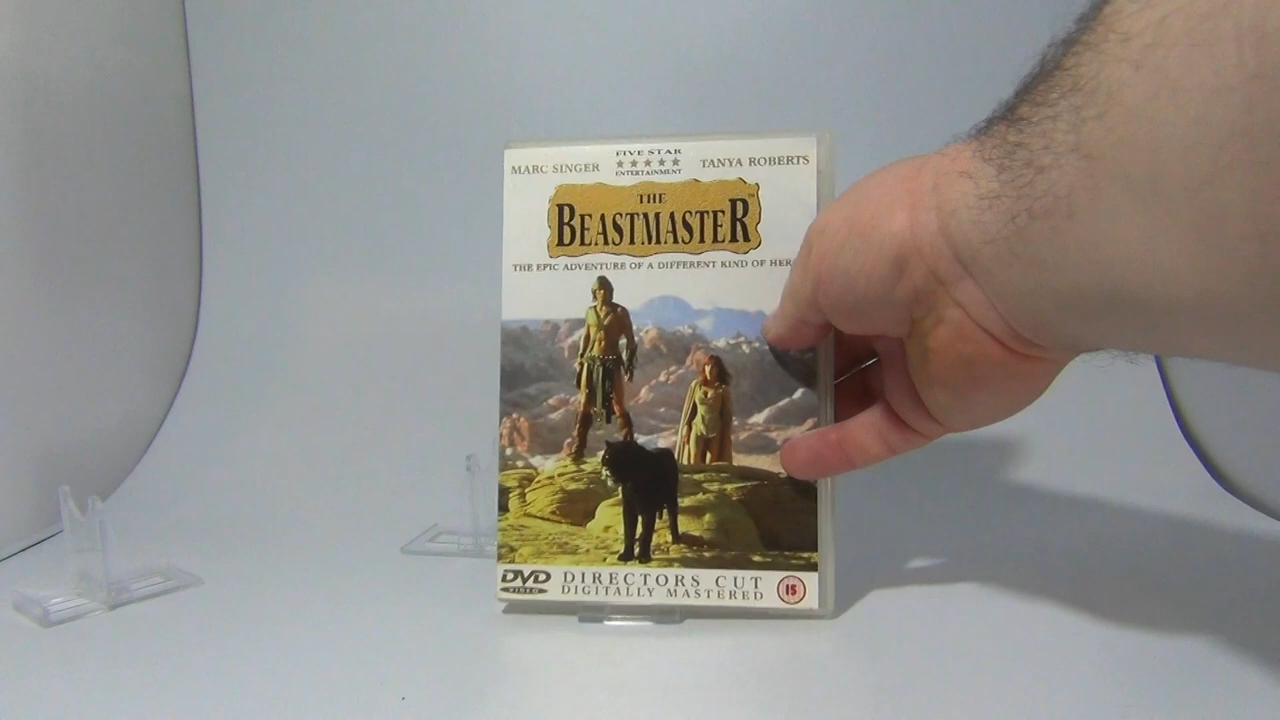 FIVE STAR
★★★★★
ENTERTAINMENT
MARC SINGER
TANYA ROBERTS
THE
BEASTMASTER™
THE EPIC ADVENTURE OF A DIFFERENT KIND OF HER
DVD
VIDEO
DIRECTORS CUT
DIGITALLY MASTERED
15